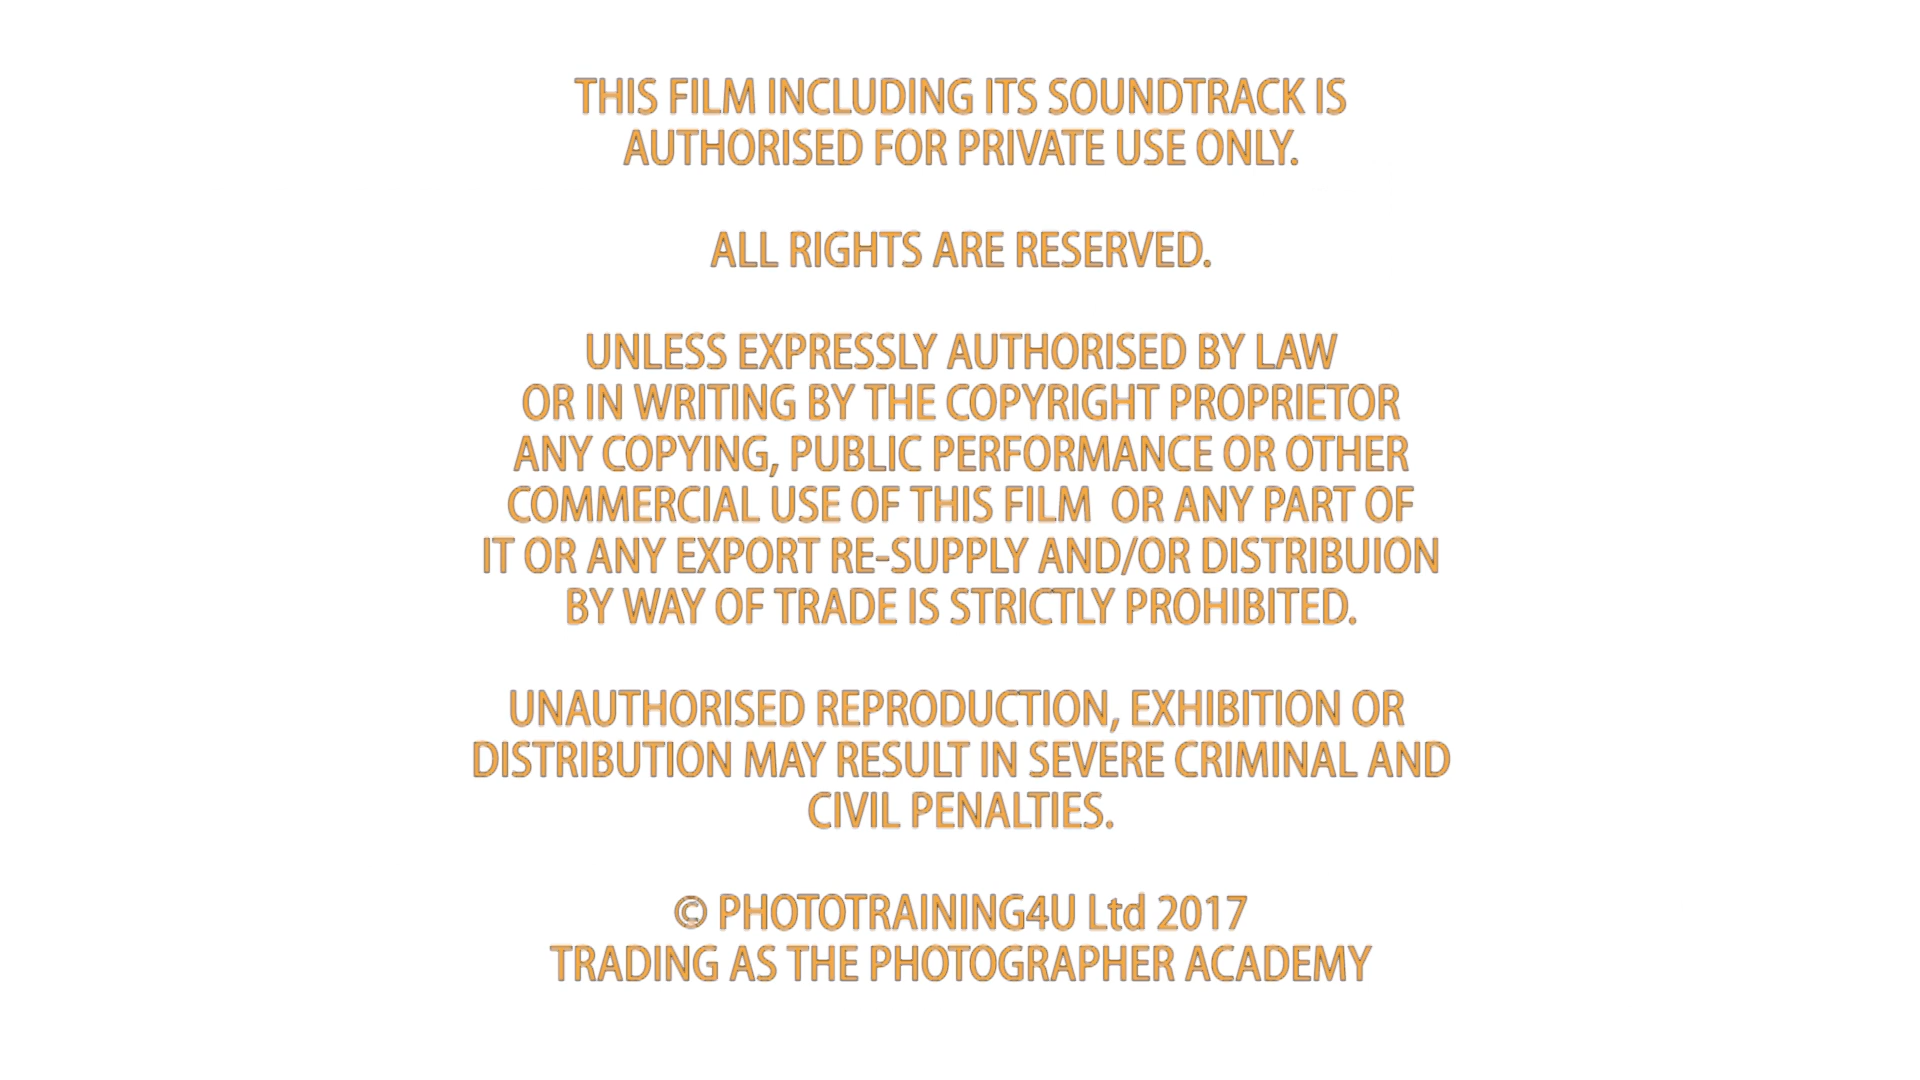 THIS FILM INCLUDING ITS SOUNDTRACK IS
AUTHORISED FOR PRIVATE USE ONLY.
ALL RIGHTS ARE RESERVED.
UNLESS EXPRESSLY AUTHORISED BY LAW
OR IN WRITING BY THE COPYRIGHT PROPRIETOR
ANY COPYING, PUBLIC PERFORMANCE OR OTHER
COMMERCIAL USE OF THIS FILM OR ANY PART OF
IT OR ANY EXPORT RE-SUPPLY AND/OR DISTRIBUION
BY WAY OF TRADE IS STRICTLY PROHIBITED.
UNAUTHORISED REPRODUCTION, EXHIBITION OR
DISTRIBUTION MAY RESULT IN SEVERE CRIMINAL AND
CIVIL PENALTIES.
© PHOTOTRAINING4U Ltd 2017
TRADING AS THE PHOTOGRAPHER ACADEMY